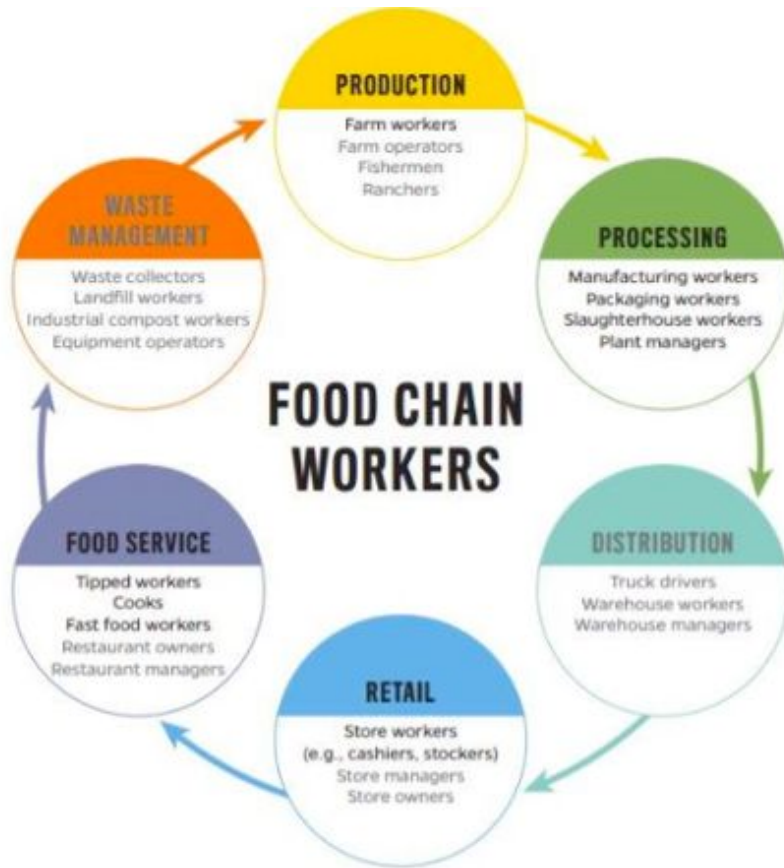 PRODUCTION
Farm workers
Farm operators
Fishermen
Ranchers
PROCESSING
Manufacturing workers
Packaging workers
Slaughterhouse workers
Plant managers
DISTRIBUTION
Truck drivers
Warehouse workers
Warehouse managers
RETAIL
Store workers
(e.g., cashiers, stockers)
Store managers
Store owners
FOOD SERVICE
Tipped workers
Cooks
Fast food workers
Restaurant owners
Restaurant managers
WASTE
MANAGEMENT
Waste collectors
Landfill workers
Industrial compost workers
Equipment operators
FOOD CHAIN
WORKERS